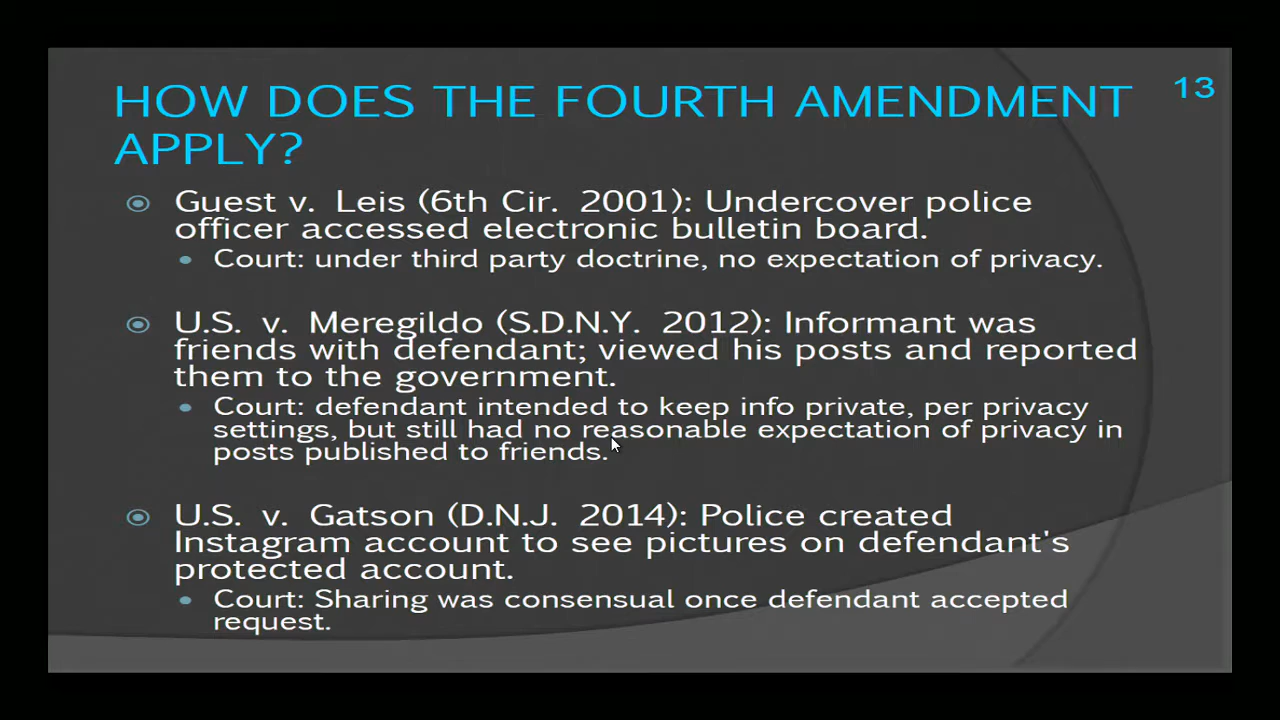 HOW DOES THE FOURTH AMENDMENT
APPLY?
13
Guest v. Leis (6th Cir. 2001): Undercover police
officer accessed electronic bulletin board.
Court: under third party doctrine, no expectation of privacy.
U.S. v. Meregildo (S.D.N.Y. 2012): Informant was
friends with defendant; viewed his posts and reported
them to the government.
Court: defendant intended to keep info private, per privacy
settings, but still had no reasonable expectation of privacy in
posts published to friends.
U.S. v. Gatson (D.N.J. 2014): Police created
Instagram account to see pictures on defendant's
protected account.
Court: Sharing was consensual once defendant accepted
request.